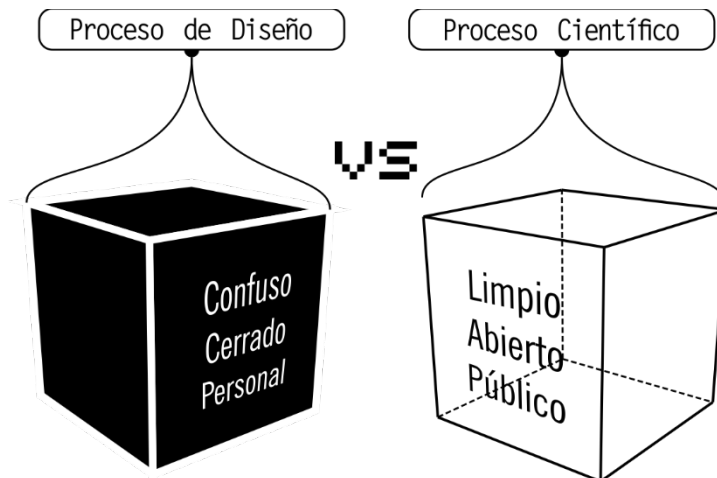 Proceso de Diseño
Proceso Científico
VS
Confuso
Cerrado
Personal
Limpio
Abierto
Público